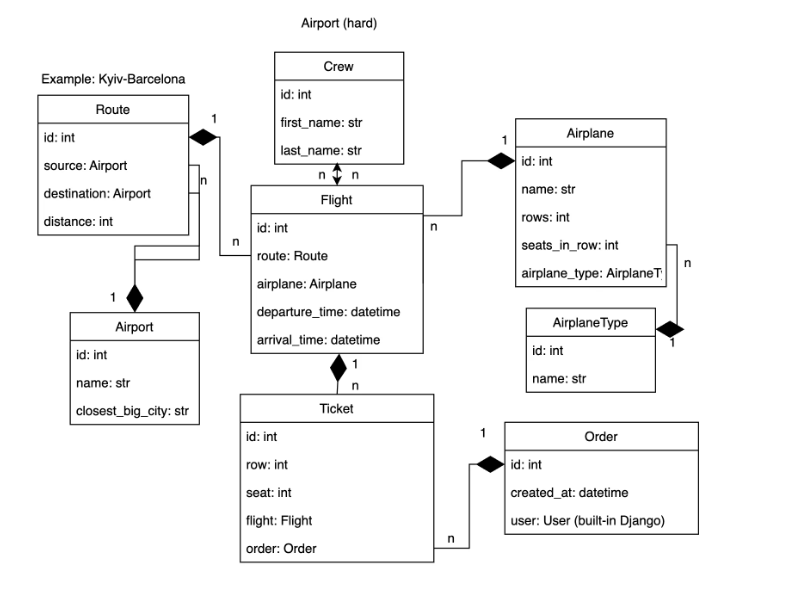 Airport (hard)
Example: Kyiv-Barcelona
Route
id: int
source: Airport
destination: Airport
distance: int
1
n
n
Crew
id: int
first_name: str
last_name: str
n
n
Flight
id: int
route: Route
airplane: Airplane
departure_time: datetime
arrival_time: datetime
1
n
Airplane
id: int
name: str
rows: int
seats_in_row: int
airplane_type: AirplaneT
n
1
AirplaneType
id: int
name: str
1
Airport
id: int
name: str
closest_big_city: str
1
n
Ticket
id: int
row: int
seat: int
flight: Flight
order: Order
n
1
Order
id: int
created_at: datetime
user: User (built-in Django)